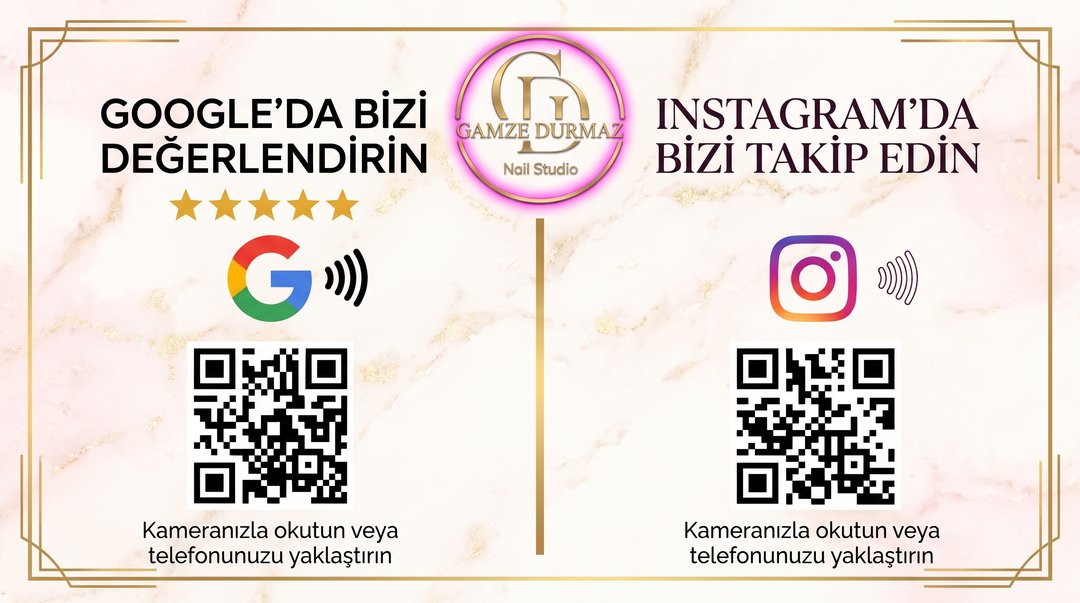 GOOGLE'DA BİZİ
DEĞERLENDİRİN
GD
GAMZE DURMAZ
Nail Studio
INSTAGRAM'DA
BİZİ TAKİP EDİN
Kameranızla okutun veya
telefonunuzu yaklaştırın
Kameranızla okutun veya
telefonunuzu yaklaştırın